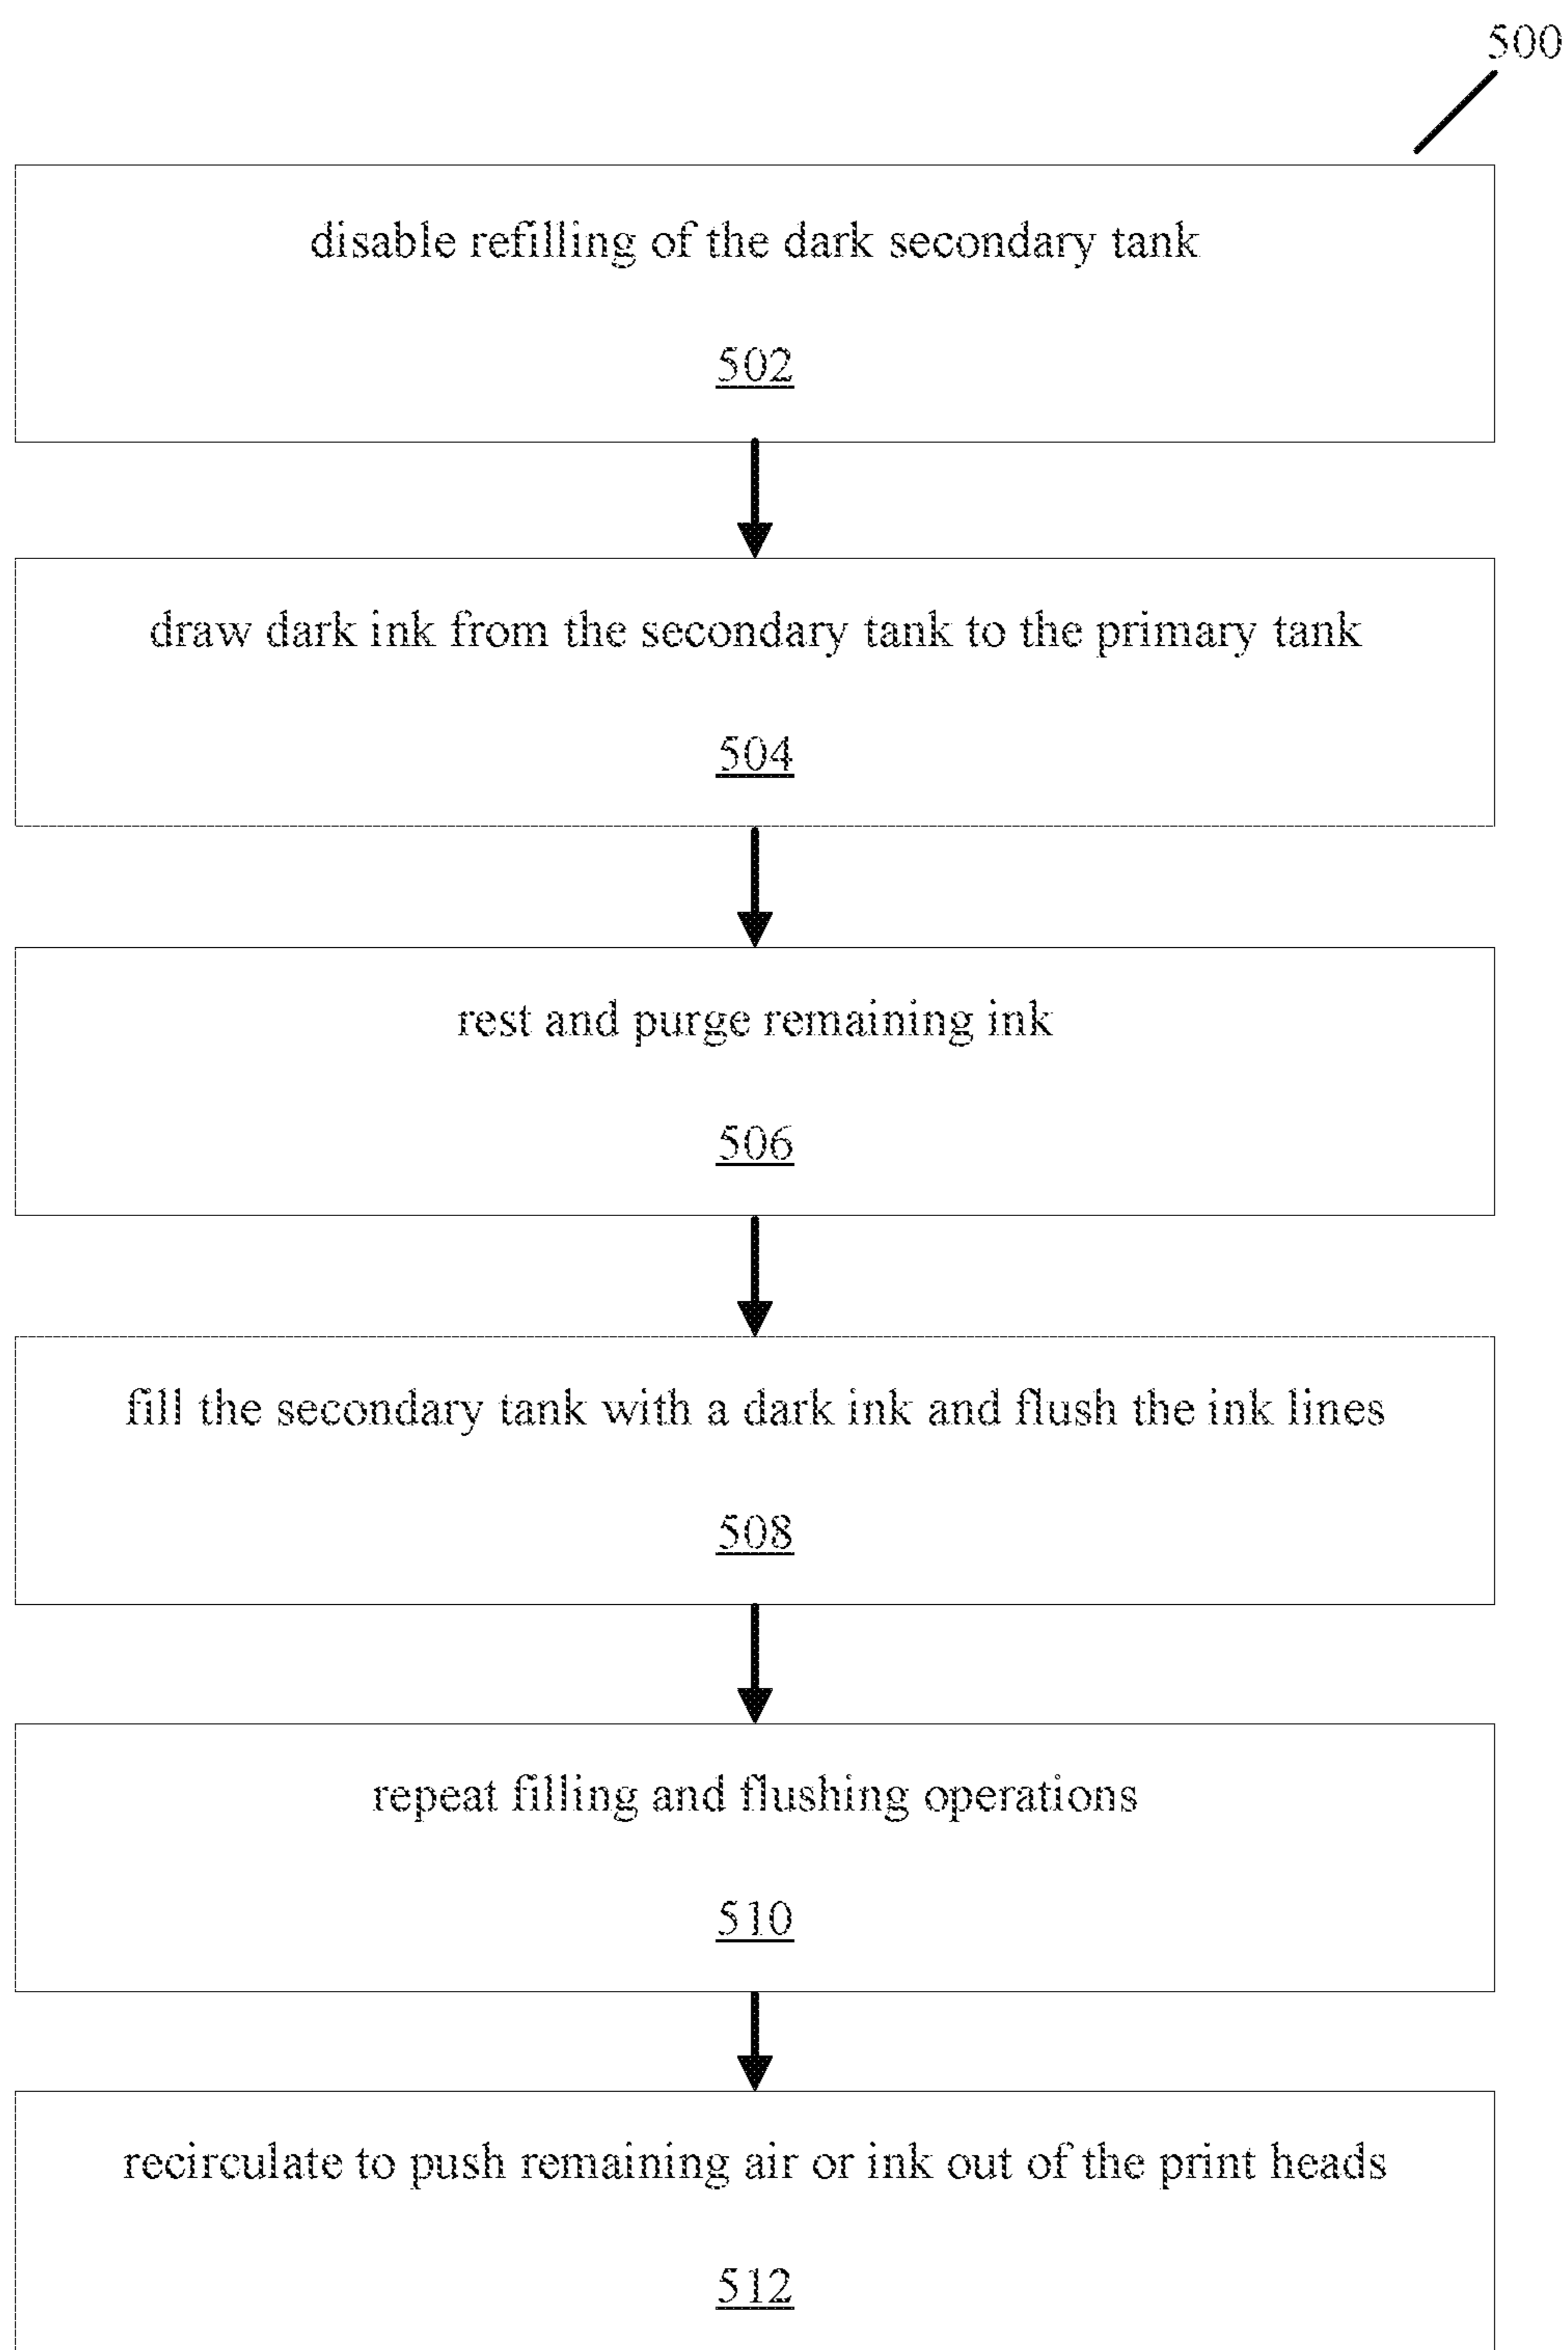 500
disable refilling of the dark secondary tank
502
draw dark ink from the secondary tank to the primary tank
504
rest and purge remaining ink
506
fill the secondary tank with a dark ink and flush the ink lines
508
repeat filling and flushing operations
510
recirculate to push remaining air or ink out of the print heads
512